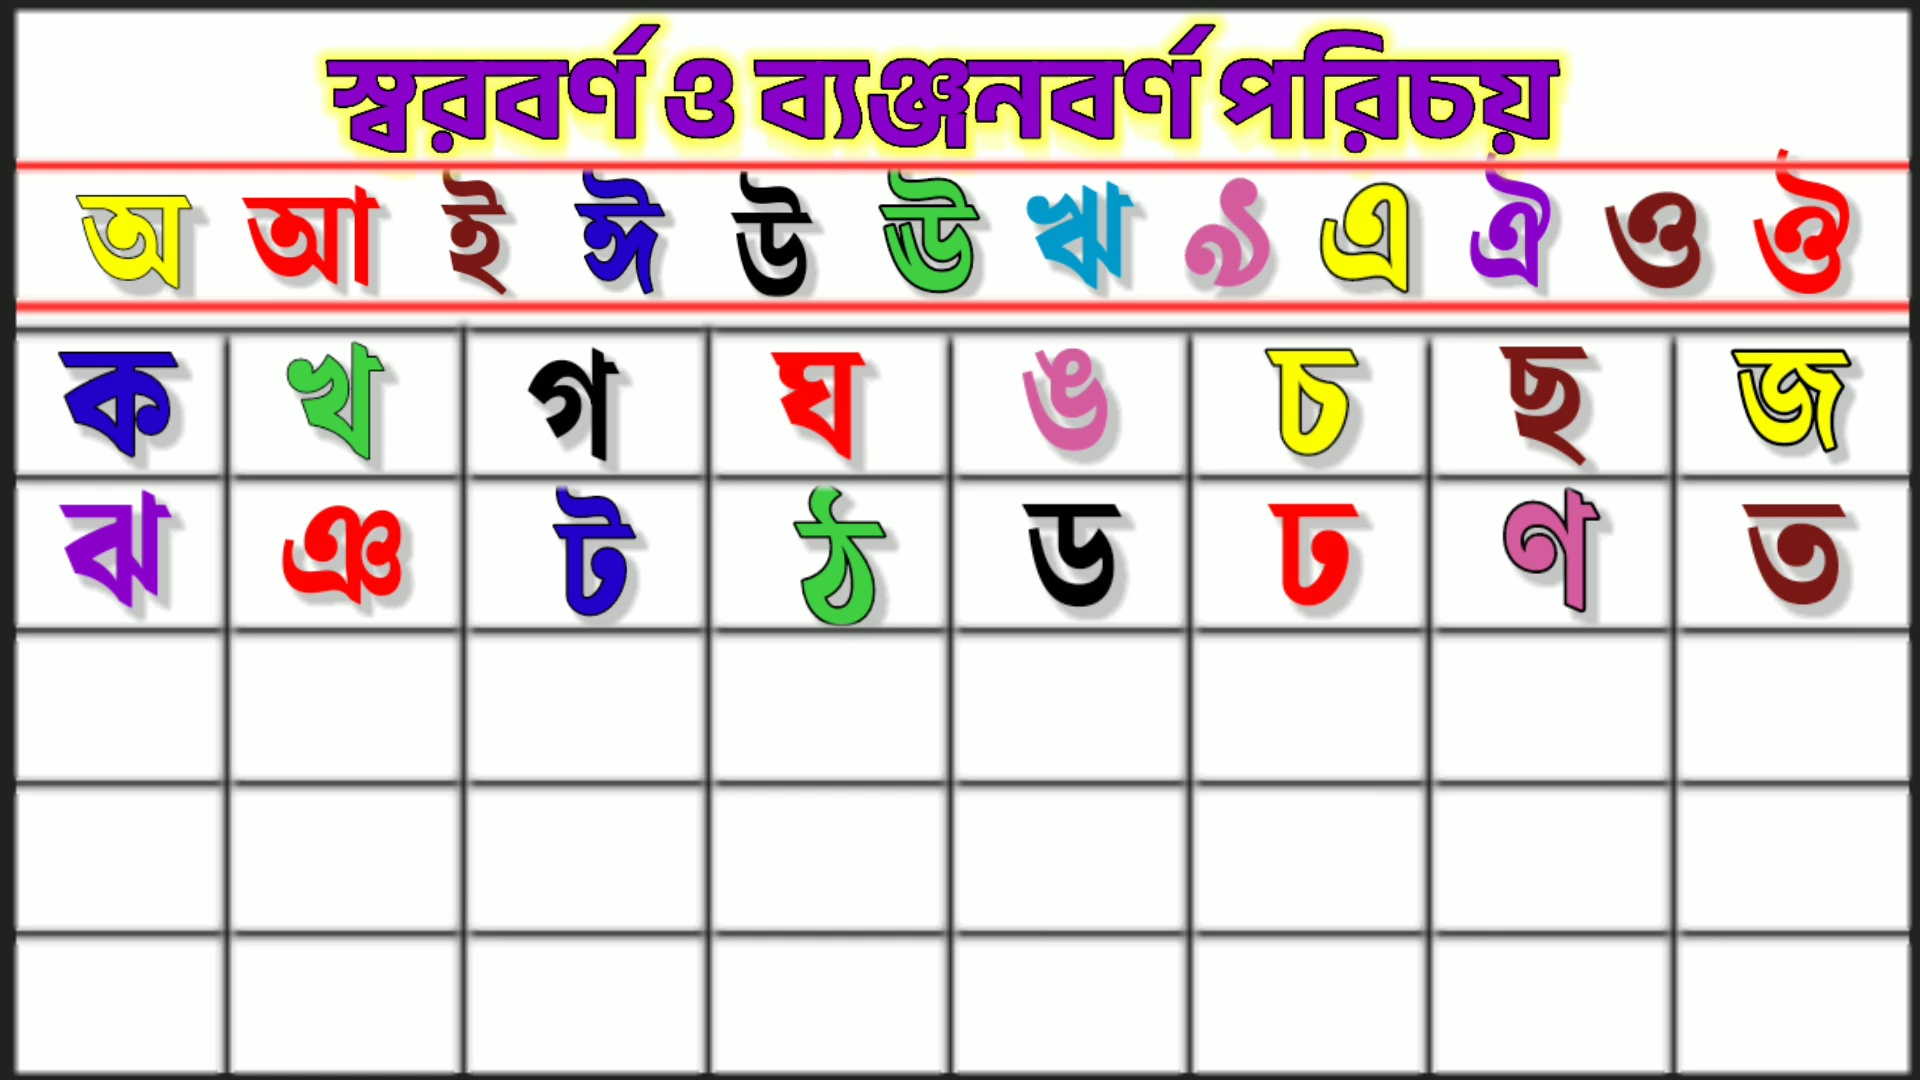 স্বরবর্ণ ও ব্যঞ্জনবর্ণ পরিচয়
অ আ ই ঈ উ ঊ ঋ ঌ এ ঐ ও ঔ
ক খ গ ঘ ঙ চ ছ জ
ঝ ঞ ট ঠ ড ঢ ণ ত